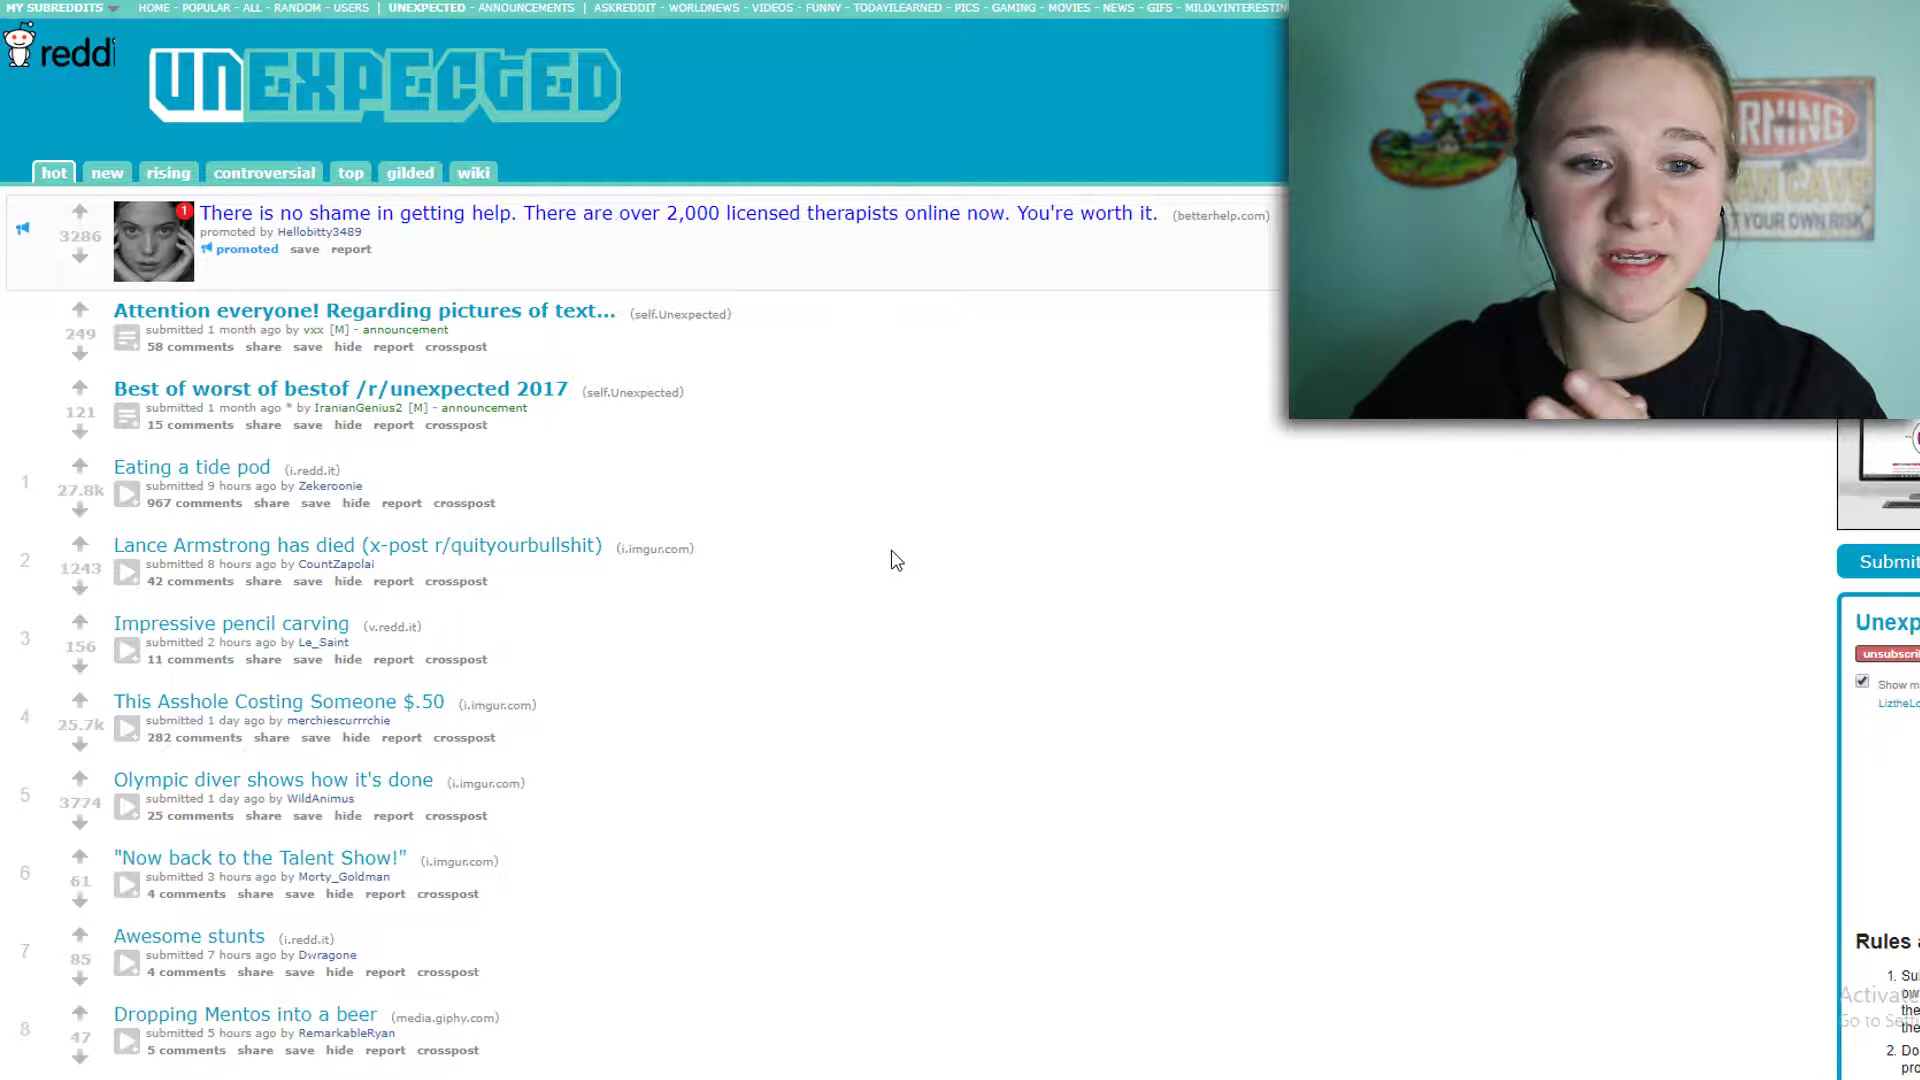 MY SUBREDDITS HOME - POPULAR - ALL - RANDOM - USERS | UNEXPECTED - ANNOUNCEMENTS | ASKREDDIT - WORLDNEWS - VIDEOS - FUNNY - TODAYILEARNED - PICS - GAMING - MOVIES - NEWS - GIFS - MILDLYINTERESTIN
reddi
UNEXPECTED
hot new rising controversial top gilded wiki
3286
1
There is no shame in getting help. There are over 2,000 licensed therapists online now. You're worth it. (betterhelp.com)
promoted by Hellobitty3489
promoted save report
249
Attention everyone! Regarding pictures of text... (self.Unexpected)
submitted 1 month ago by vxx [M] - announcement
58 comments share save hide report crosspost
121
Best of worst of bestof /r/unexpected 2017 (self.Unexpected)
submitted 1 month ago * by IranianGenius2 [M] - announcement
15 comments share save hide report crosspost
1
27.8k
Eating a tide pod (i.redd.it)
submitted 9 hours ago by Zekeroonie
967 comments share save hide report crosspost
2
1243
Lance Armstrong has died (x-post r/quityourbullshit) (i.imgur.com)
submitted 8 hours ago by CountZapolai
42 comments share save hide report crosspost
3
156
Impressive pencil carving (v.redd.it)
submitted 2 hours ago by Le_Saint
11 comments share save hide report crosspost
4
25.7k
This Asshole Costing Someone $.50 (i.imgur.com)
submitted 1 day ago by merchiescurrrchie
282 comments share save hide report crosspost
5
3774
Olympic diver shows how it's done (i.imgur.com)
submitted 1 day ago by WildAnimus
25 comments share save hide report crosspost
6
61
"Now back to the Talent Show!" (i.imgur.com)
submitted 3 hours ago by Morty_Goldman
4 comments share save hide report crosspost
7
85
Awesome stunts (i.redd.it)
submitted 7 hours ago by Dwragone
4 comments share save hide report crosspost
8
47
Dropping Mentos into a beer (media.giphy.com)
submitted 5 hours ago by RemarkableRyan
5 comments share save hide report crosspost
RNING
AN CAVE
T YOUR OWN RISK
Submit
Unexp
unsubscri
Show m
LiztheLo
Rules a
1. Su
ow
the
the
2. Do
pro
Activa
Go to Set